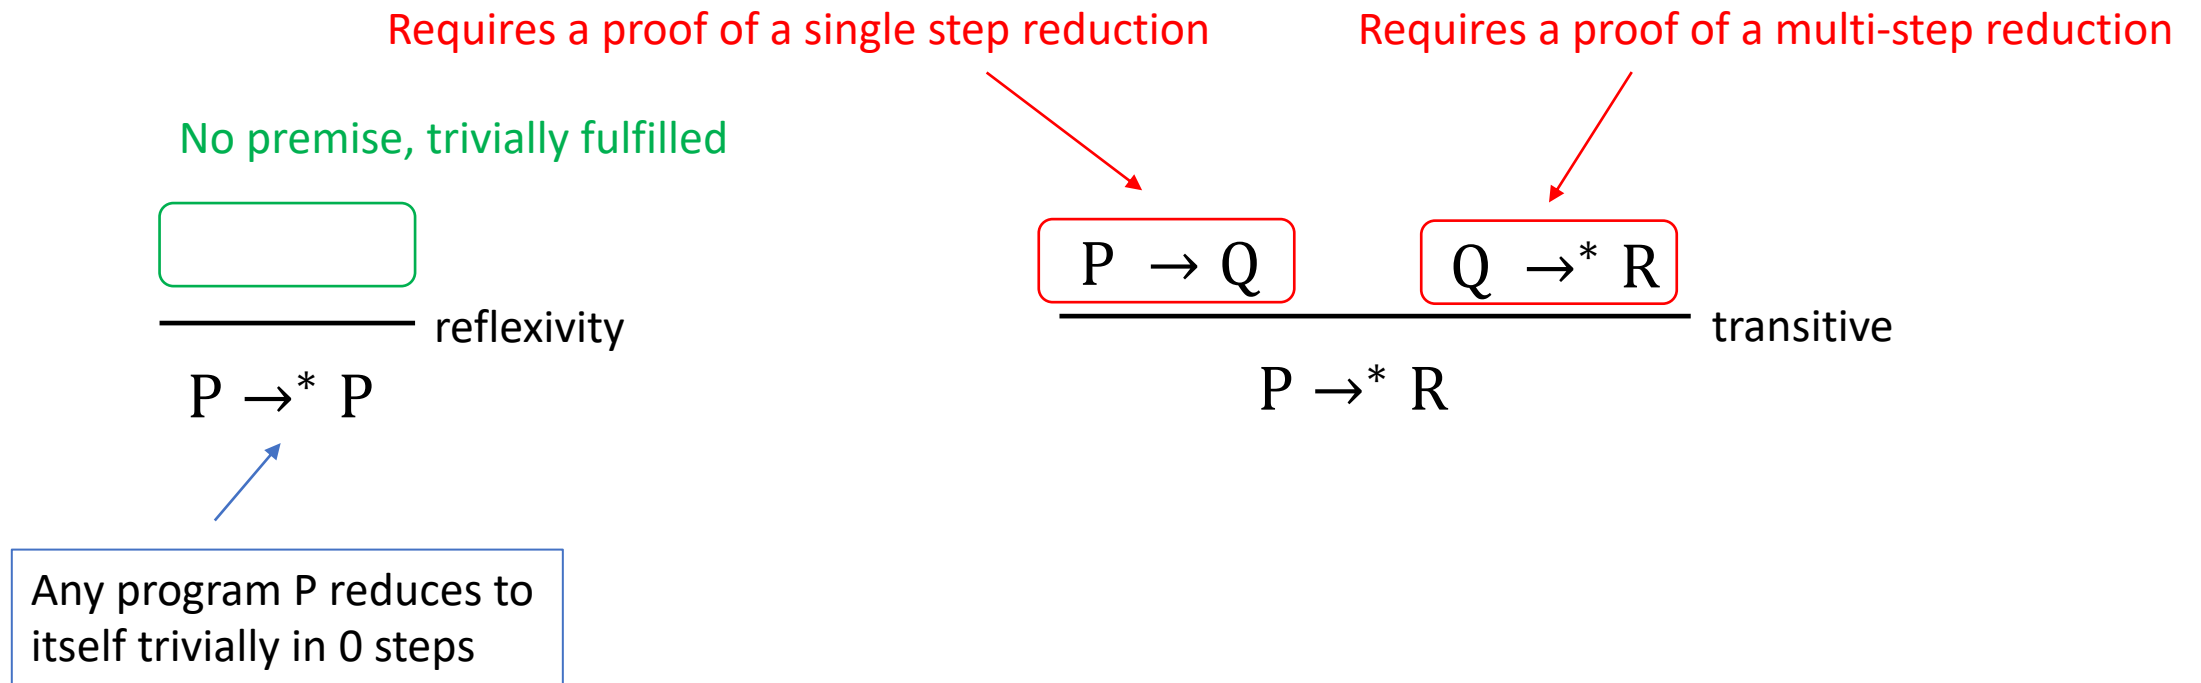 Requires a proof of a single step reduction
Requires a proof of a multi-step reduction
No premise, trivially fulfilled
P → Q
Q →* R
reflexivity
transitive
P →* P
P →* R
Any program P reduces to
itself trivially in 0 steps